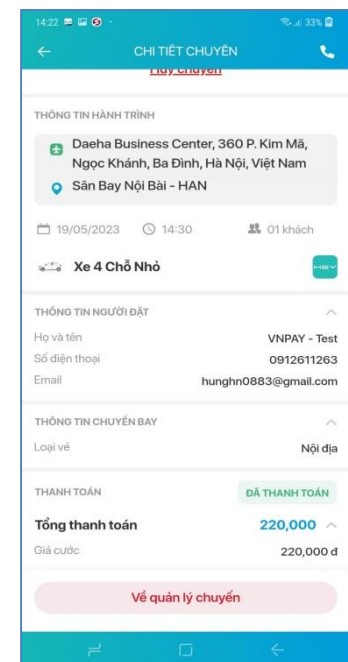 14:22
33%
CHI TIẾT CHUYẾN
Hủy chuyến
THÔNG TIN HÀNH TRÌNH
Daeha Business Center, 360 P. Kim Mã,
Ngọc Khánh, Ba Đình, Hà Nội, Việt Nam
Sân Bay Nội Bài - HAN
19/05/2023 14:30 01 khách
Xe 4 Chỗ Nhỏ
THÔNG TIN NGƯỜI ĐẶT
Họ và tên VNPAY - Test
Số điện thoại 0912611263
Email hunghn0883@gmail.com
THÔNG TIN CHUYẾN BAY
Loại vé Nội địa
THANH TOÁN ĐÃ THANH TOÁN
Tổng thanh toán 220,000
Giá cước 220,000 đ
Về quản lý chuyến